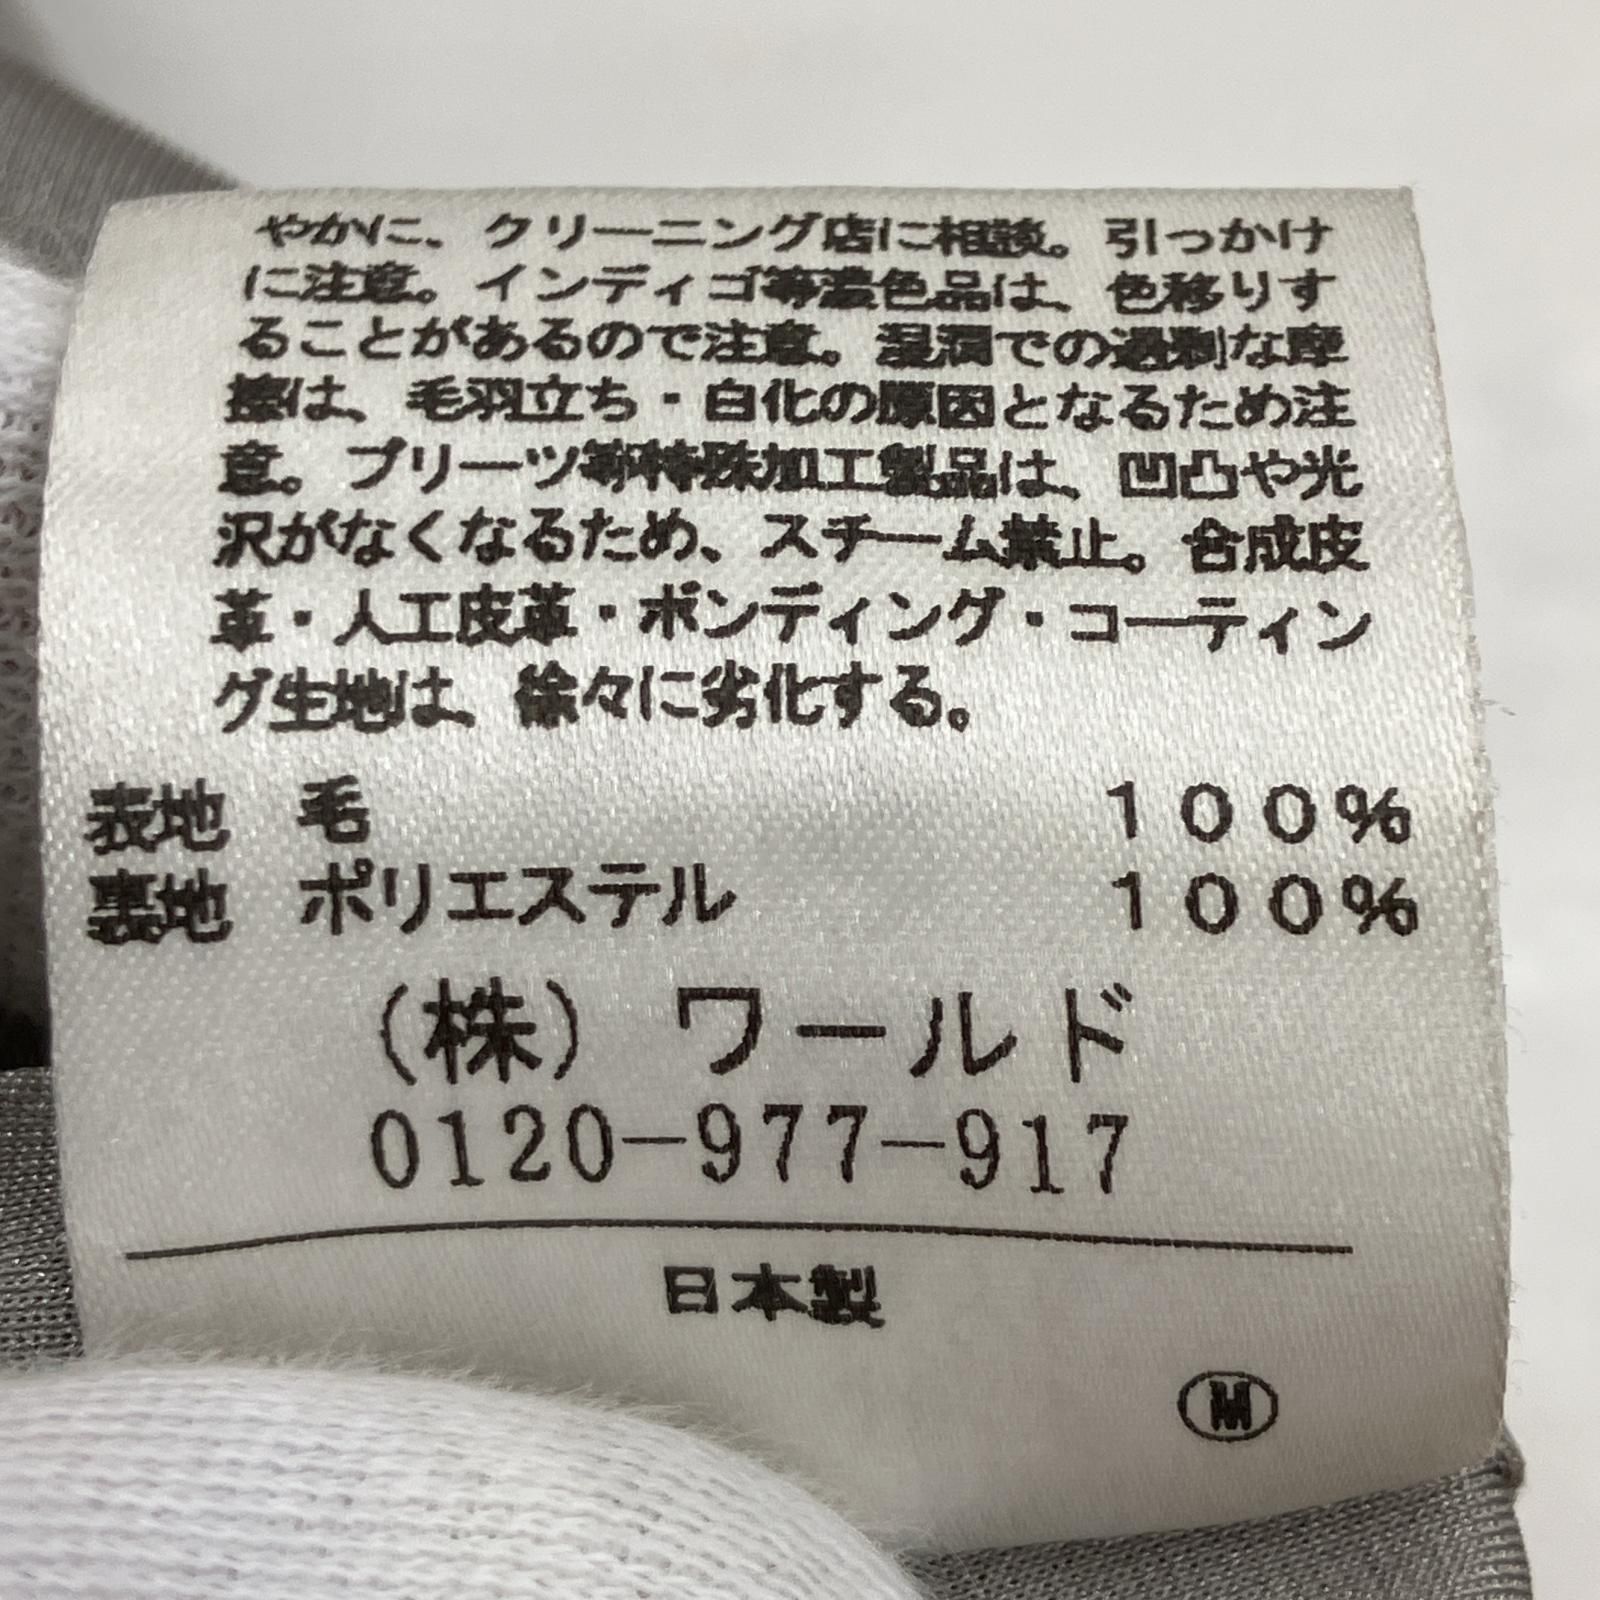 やかに、クリーニング店に相談。引っかけ
に注意。インディゴ等濃色品は、色移りす
ることがあるので注意。湿潤での過剰な摩
擦は、毛羽立ち・白化の原因となるため注
意。プリーツ等特殊加工製品は、凹凸や光
沢がなくなるため、スチーム禁止。合成皮
革・人工皮革・ボンディング・コーティン
グ生地は、徐々に劣化する。
表地 毛 100%
裏地 ポリエステル 100%
(株) ワールド
0120-977-917
日本製
Ⓜ